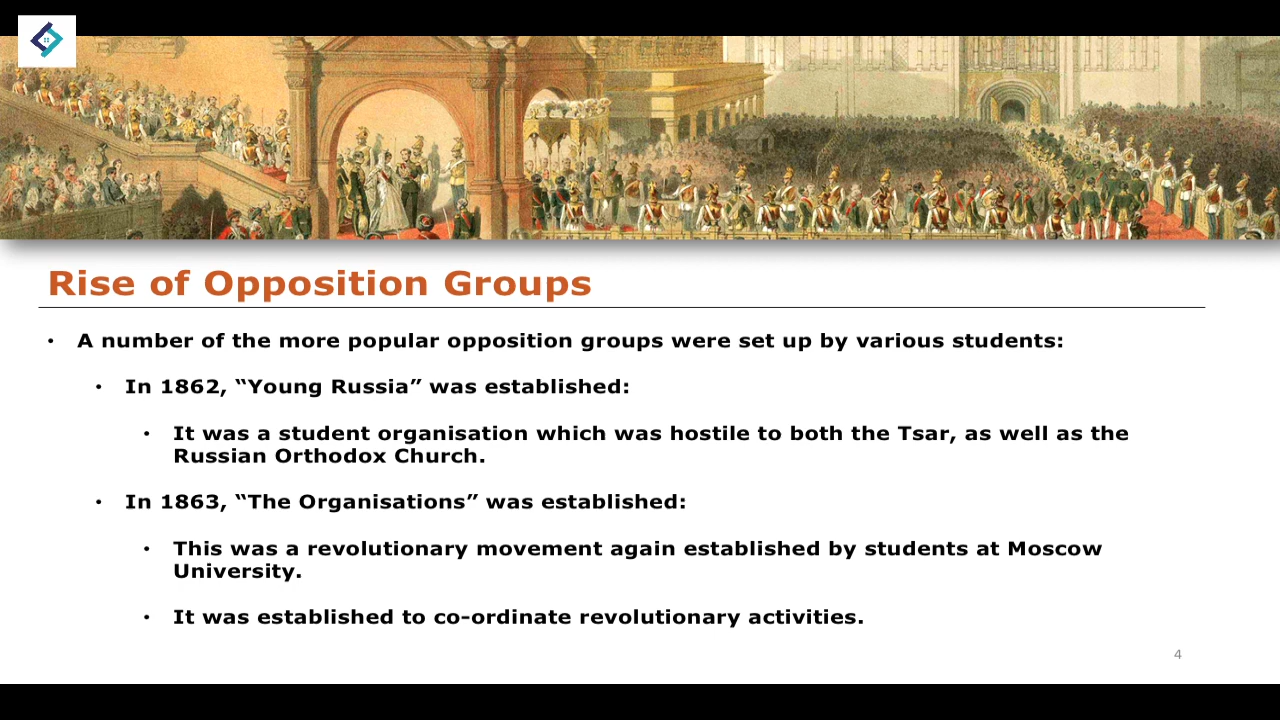 Rise of Opposition Groups
• A number of the more popular opposition groups were set up by various students:
• In 1862, “Young Russia” was established:
• It was a student organisation which was hostile to both the Tsar, as well as the
Russian Orthodox Church.
• In 1863, “The Organisations” was established:
• This was a revolutionary movement again established by students at Moscow
University.
• It was established to co-ordinate revolutionary activities.
4